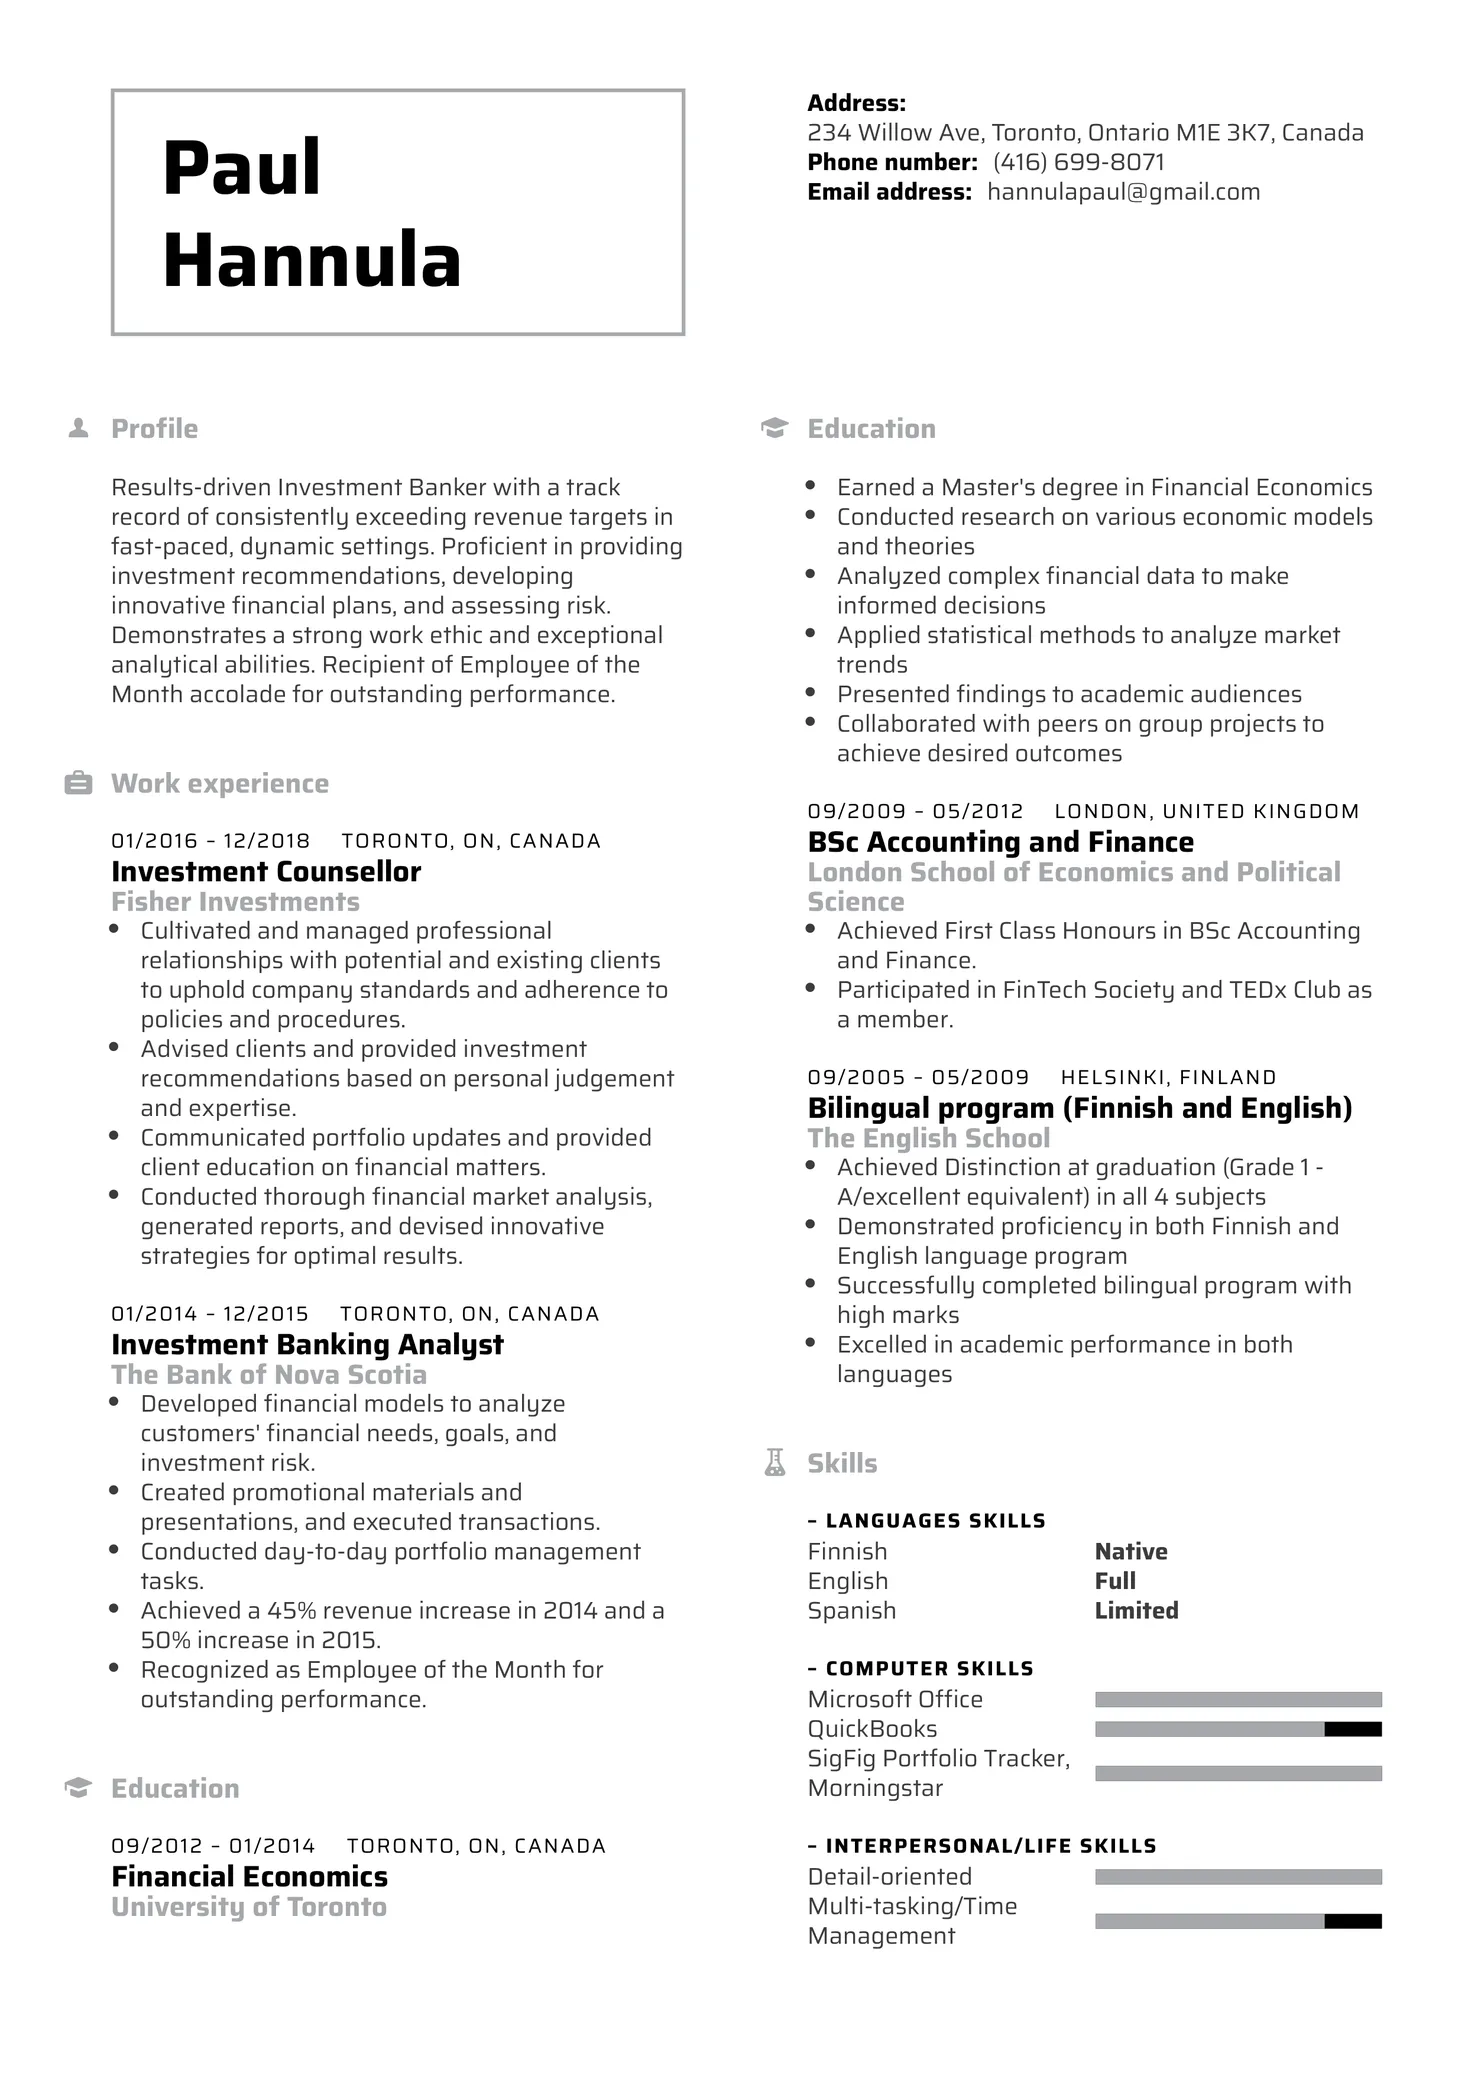 Paul
Hannula
Address:
234 Willow Ave, Toronto, Ontario M1E 3K7, Canada
Phone number: (416) 699-8071
Email address: hannulapaul@gmail.com
Profile
Results-driven Investment Banker with a track
record of consistently exceeding revenue targets in
fast-paced, dynamic settings. Proficient in providing
investment recommendations, developing
innovative financial plans, and assessing risk.
Demonstrates a strong work ethic and exceptional
analytical abilities. Recipient of Employee of the
Month accolade for outstanding performance.
Work experience
01/2016 – 12/2018 TORONTO, ON, CANADA
Investment Counsellor
Fisher Investments
• Cultivated and managed professional
relationships with potential and existing clients
to uphold company standards and adherence to
policies and procedures.
• Advised clients and provided investment
recommendations based on personal judgement
and expertise.
• Communicated portfolio updates and provided
client education on financial matters.
• Conducted thorough financial market analysis,
generated reports, and devised innovative
strategies for optimal results.
01/2014 – 12/2015 TORONTO, ON, CANADA
Investment Banking Analyst
The Bank of Nova Scotia
• Developed financial models to analyze
customers' financial needs, goals, and
investment risk.
• Created promotional materials and
presentations, and executed transactions.
• Conducted day-to-day portfolio management
tasks.
• Achieved a 45% revenue increase in 2014 and a
50% increase in 2015.
• Recognized as Employee of the Month for
outstanding performance.
Education
09/2012 – 01/2014 TORONTO, ON, CANADA
Financial Economics
University of Toronto
Education
• Earned a Master's degree in Financial Economics
• Conducted research on various economic models
and theories
• Analyzed complex financial data to make
informed decisions
• Applied statistical methods to analyze market
trends
• Presented findings to academic audiences
• Collaborated with peers on group projects to
achieve desired outcomes
09/2009 – 05/2012 LONDON, UNITED KINGDOM
BSc Accounting and Finance
London School of Economics and Political
Science
• Achieved First Class Honours in BSc Accounting
and Finance.
• Participated in FinTech Society and TEDx Club as
a member.
09/2005 – 05/2009 HELSINKI, FINLAND
Bilingual program (Finnish and English)
The English School
• Achieved Distinction at graduation (Grade 1 -
A/excellent equivalent) in all 4 subjects
• Demonstrated proficiency in both Finnish and
English language program
• Successfully completed bilingual program with
high marks
• Excelled in academic performance in both
languages
Skills
– LANGUAGES SKILLS
Finnish Native
English Full
Spanish Limited
– COMPUTER SKILLS
Microsoft Office
QuickBooks
SigFig Portfolio Tracker,
Morningstar
– INTERPERSONAL/LIFE SKILLS
Detail-oriented
Multi-tasking/Time
Management